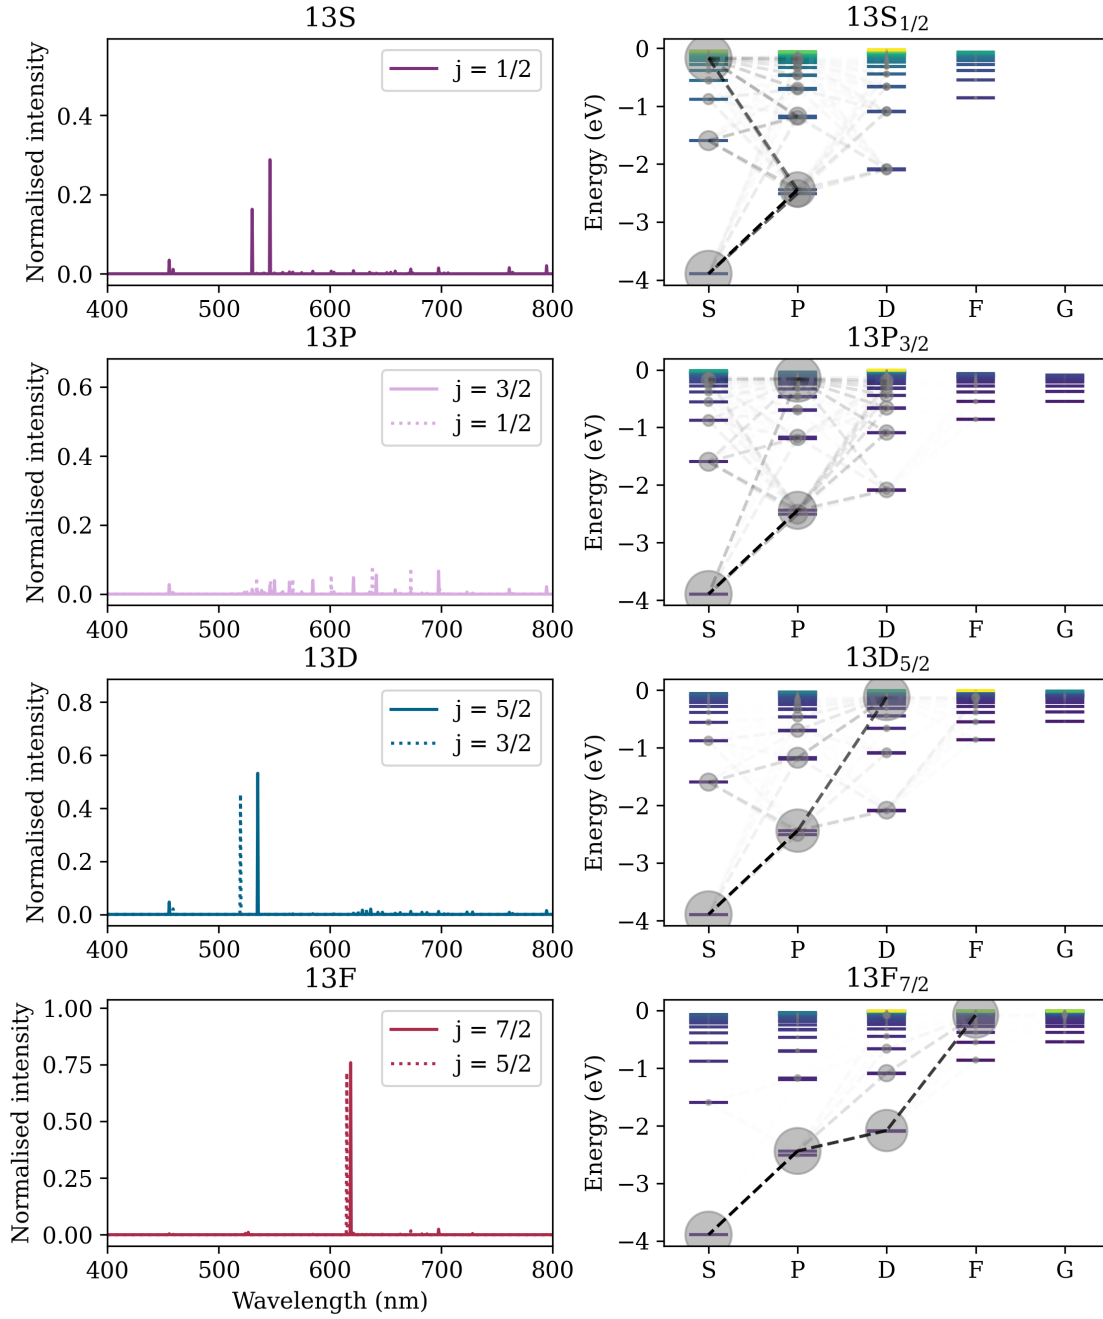 13S
Normalised intensity
0.4
0.2
0.0
400 500 600 700 800
j = 1/2
13S1/2
Energy (eV)
0
−1
−2
−3
−4
S P D F G
13P
Normalised intensity
0.6
0.4
0.2
0.0
400 500 600 700 800
j = 3/2
j = 1/2
13P3/2
Energy (eV)
0
−1
−2
−3
−4
S P D F G
13D
Normalised intensity
0.8
0.6
0.4
0.2
0.0
400 500 600 700 800
j = 5/2
j = 3/2
13D5/2
Energy (eV)
0
−1
−2
−3
−4
S P D F G
13F
Normalised intensity
1.00
0.75
0.50
0.25
0.00
400 500 600 700 800
Wavelength (nm)
j = 7/2
j = 5/2
13F7/2
Energy (eV)
0
−1
−2
−3
−4
S P D F G